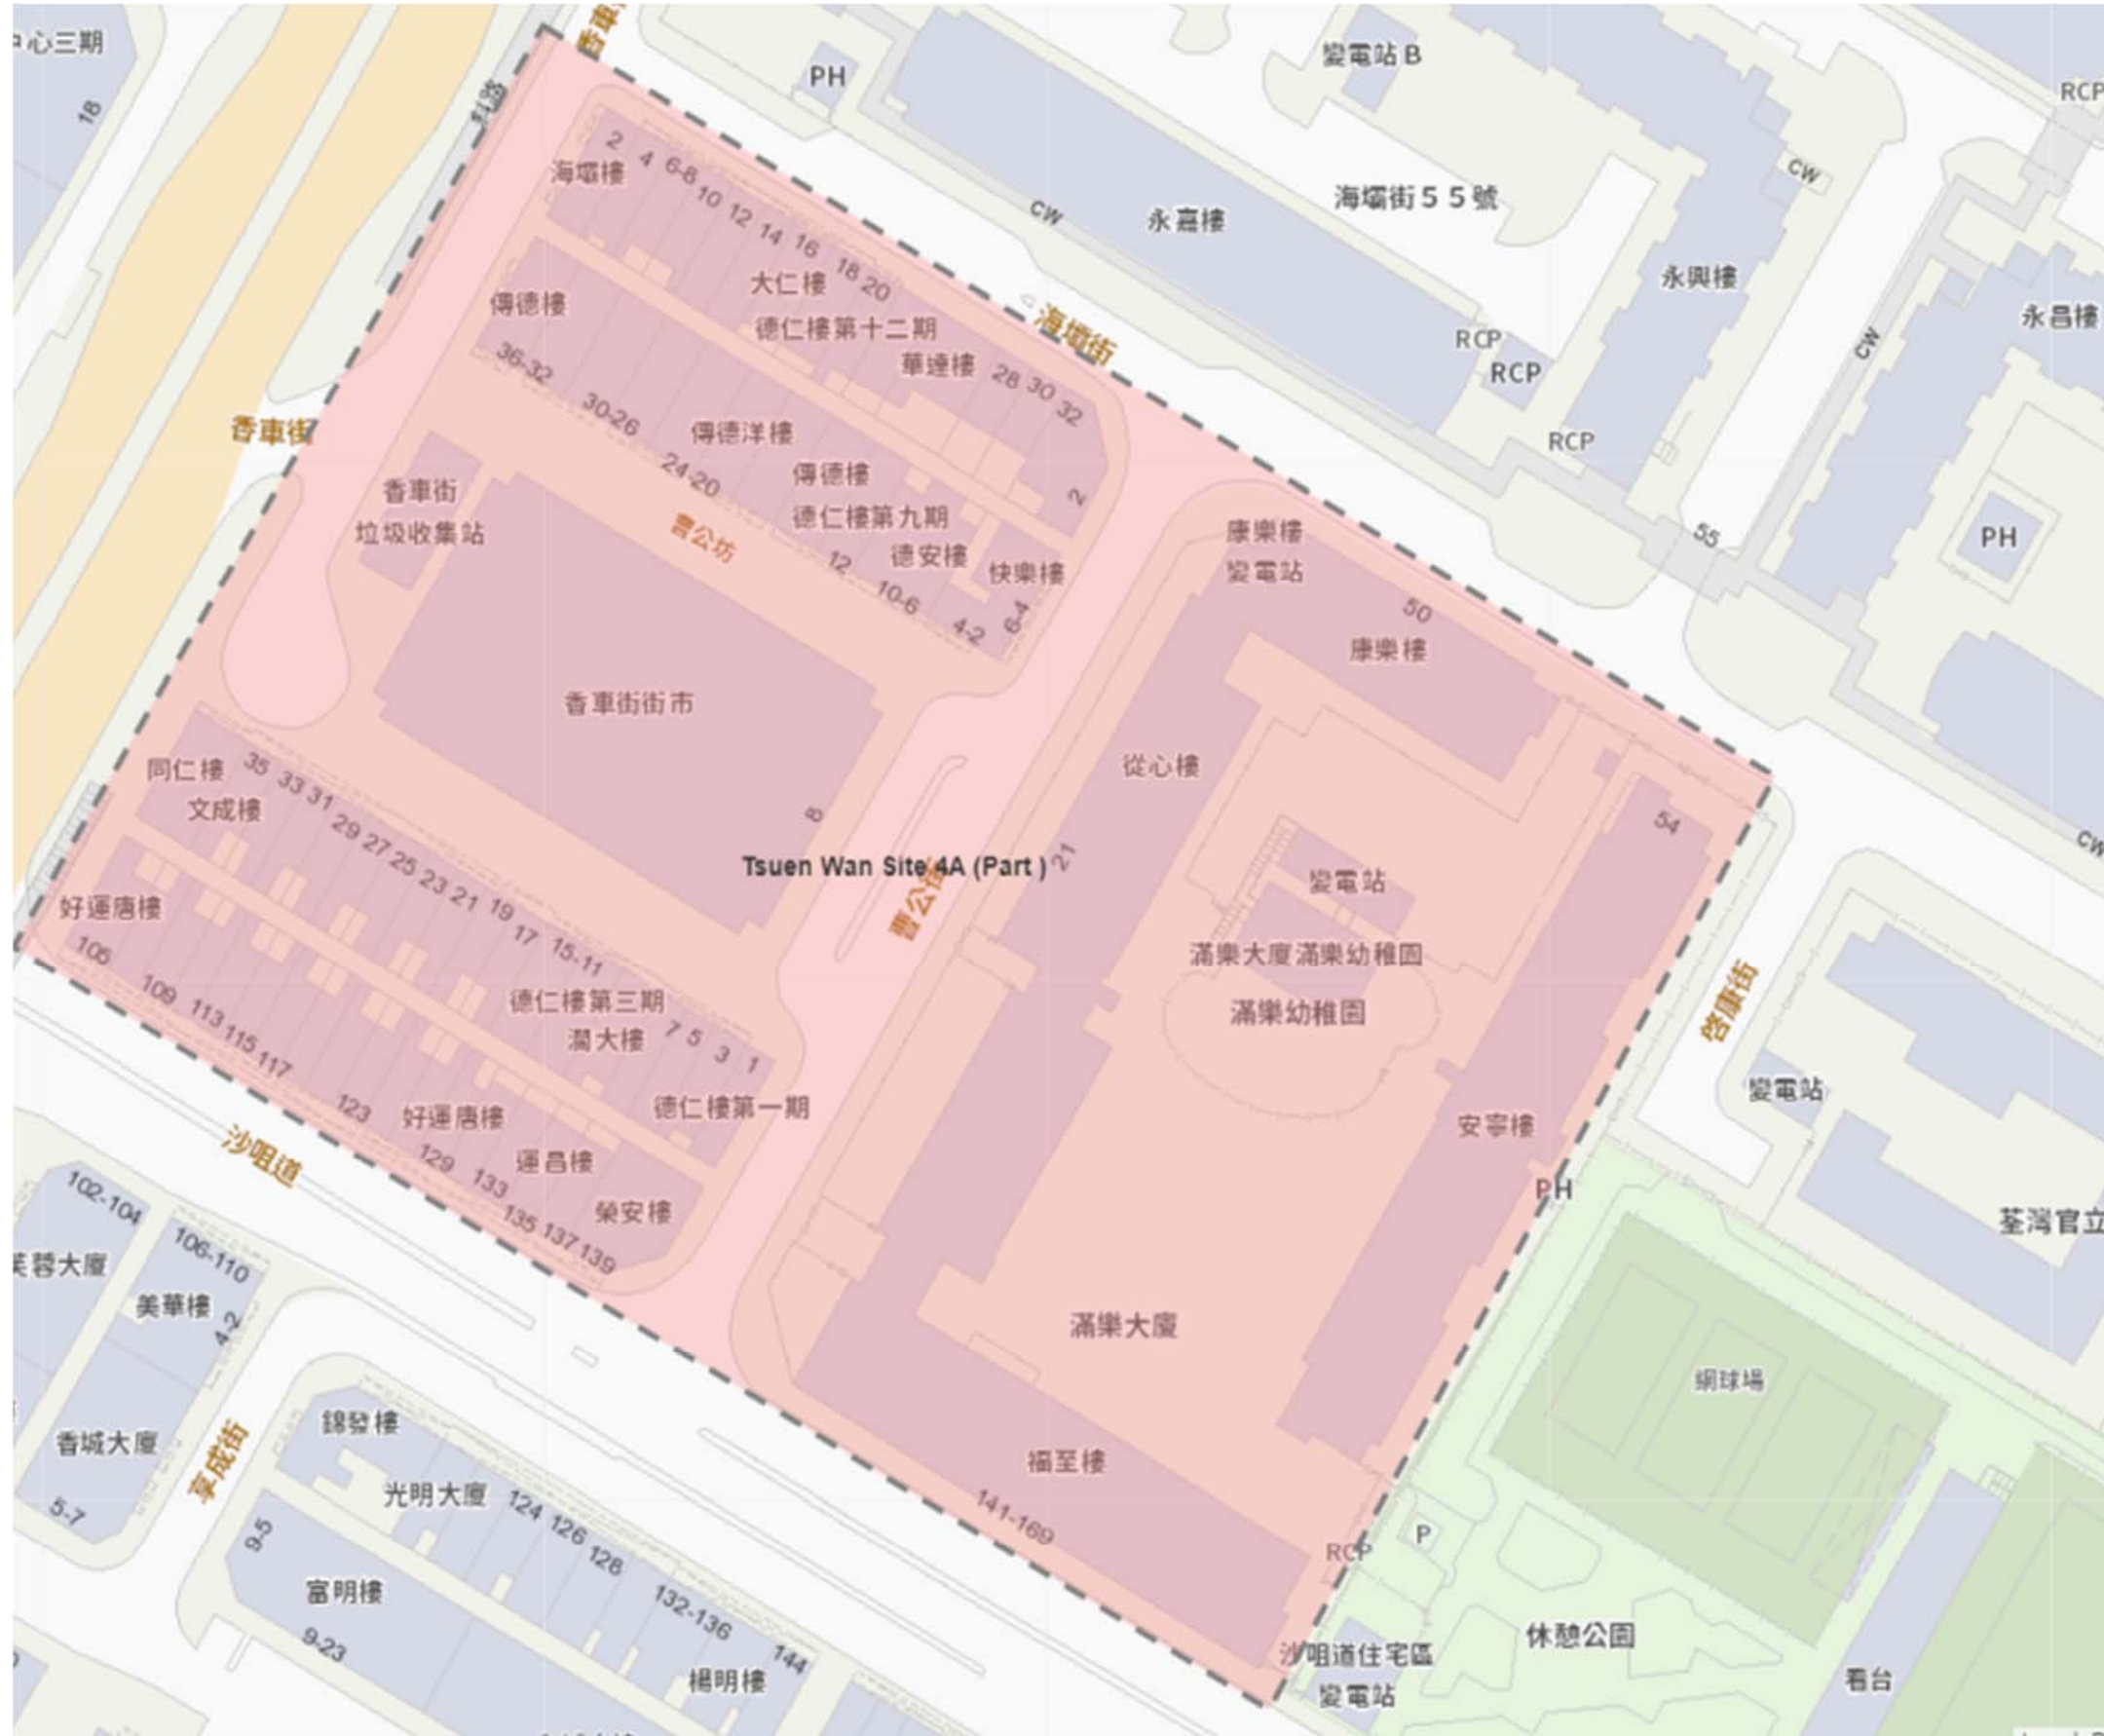 中心三期
18
香車街
斜路
PH
變電站 B
RCP
2
4
6-8
10
12
14
16
18
20
海壩樓
大仁樓
德仁樓第十二期
華達樓
28
30
32
2
傳德樓
36-32
30-26
24-20
傳德洋樓
傳德樓
德仁樓第九期
德安樓
快樂樓
12
10-6
4-2
6-4
曹公坊
海壩街
CW
永嘉樓
海壩街５５號
CW
永興樓
永昌樓
CW
RCP
RCP
RCP
55
PH
CW
香車街
香車街
垃圾收集站
香車街街市
8
康樂樓
變電站
50
康樂樓
從心樓
21
54
變電站
滿樂大廈滿樂幼稚園
滿樂幼稚園
Tsuen Wan Site 4A (Part )
曹公街
同仁樓
文成樓
35
33
31
29
27
25
23
21
19
17
15-11
德仁樓第三期
濶大樓
7
5
3
1
德仁樓第一期
好運唐樓
105
109
113
115
117
123
好運唐樓
129
運昌樓
133
榮安樓
135
137
139
安寧樓
PH
啓康街
變電站
荃灣官立
滿樂大廈
福至樓
141-169
RCP
P
網球場
休憩公園
看台
沙咀道住宅區
變電站
沙咀道
102-104
芙蓉大廈
106-110
美華樓
4-2
香城大廈
5-7
享成街
錦發樓
光明大廈
124
126
128
132-136
144
楊明樓
9-5
富明樓
9-23